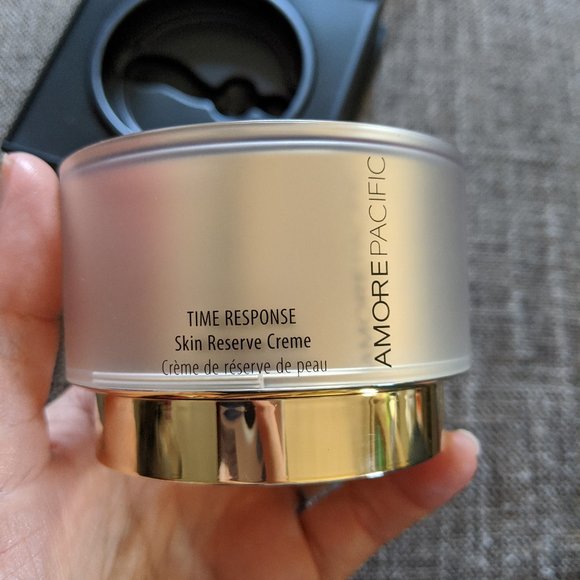 TIME RESPONSE
Skin Reserve Creme
Crème de réserve de peau
AMOREPACIFIC